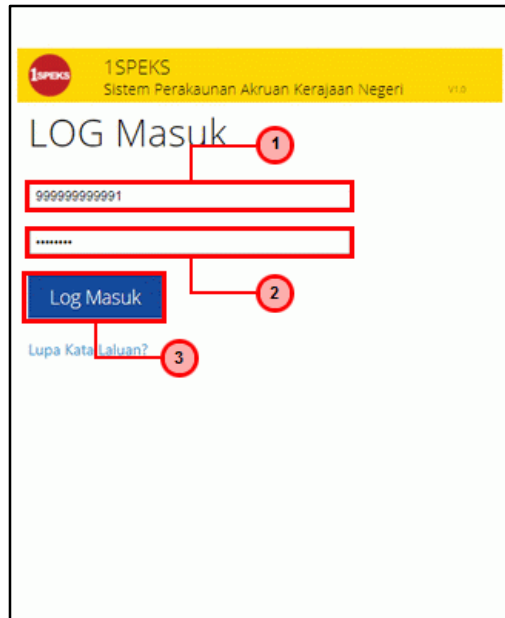 1SPEKS
1SPEKS
Sistem Perakaunan Akruan Kerajaan Negeri
V1.0
LOG Masuk
1
999999999991
••••••••
2
Log Masuk
Lupa Kata Laluan?
3